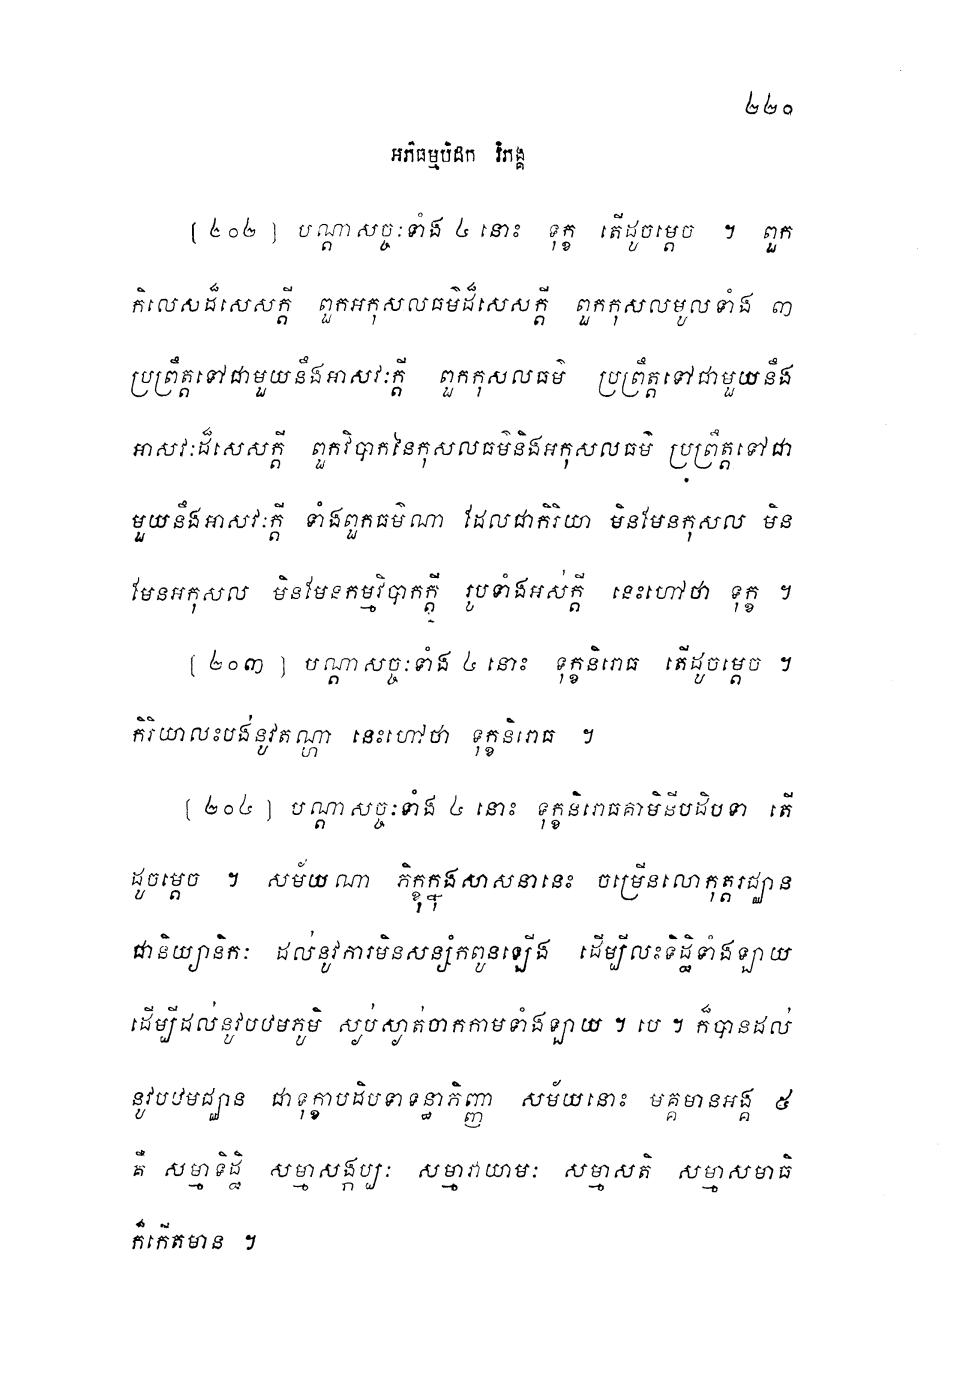 ២២១
អភិធម្មបិដក វិភង្គ
[ ២០២ ] បណ្តាសច្ចៈទាំង ៤ នោះ ទុក្ខ តើដូចម្តេច ។ ពួក
កិលេសដ៏សេសក្តី ពួកអកុសលធម៌ដ៏សេសក្តី ពួកកុសលមូលទាំង ៣
ប្រព្រឹត្តទៅជាមួយនឹងអាសវៈក្តី ពួកកុសលធម៌ ប្រព្រឹត្តទៅជាមួយនឹង
អាសវៈដ៏សេសក្តី ពួកវិបាកនៃកុសលធម៌និងអកុសលធម៌ ប្រព្រឹត្តទៅជា
មួយនឹងអាសវៈក្តី ទាំងពួកធម៌ណា ដែលជាកិរិយា មិនមែនកុសល មិន
មែនអកុសល មិនមែនកម្មវិបាកក្តី រូបទាំងអស់ក្តី នេះហៅថា ទុក្ខ ។
[ ២០៣ ] បណ្តាសច្ចៈទាំង ៤ នោះ ទុក្ខនិរោធ តើដូចម្តេច ។
កិរិយាលះបង់នូវតណ្ហា នេះហៅថា ទុក្ខនិរោធ ។
[ ២០៤ ] បណ្តាសច្ចៈទាំង ៤ នោះ ទុក្ខនិរោធគាមិនីបដិបទា តើ
ដូចម្តេច ។ សម័យណា ភិក្ខុក្នុងសាសនានេះ ចម្រើនលោកុត្តរជ្ឈាន
ជានិយ្យានិកៈ ដល់នូវការមិនសន្សំកពូនឡើង ដើម្បីលះទិដ្ឋិទាំងឡាយ
ដើម្បីដល់នូវបឋមភូមិ ស្ងប់ស្ងាត់ចាកកាមទាំងឡាយ ។ បេ ។ ក៏បានដល់
នូវបឋមជ្ឈាន ជាទុក្ខាបដិបទាទន្ធាភិញ្ញា សម័យនោះ មគ្គមានអង្គ ៥
គឺ សម្មាទិដ្ឋិ សម្មាសង្កប្បៈ សម្មាវាយាមៈ សម្មាសតិ សម្មាសមាធិ
ក៏កើតមាន ។